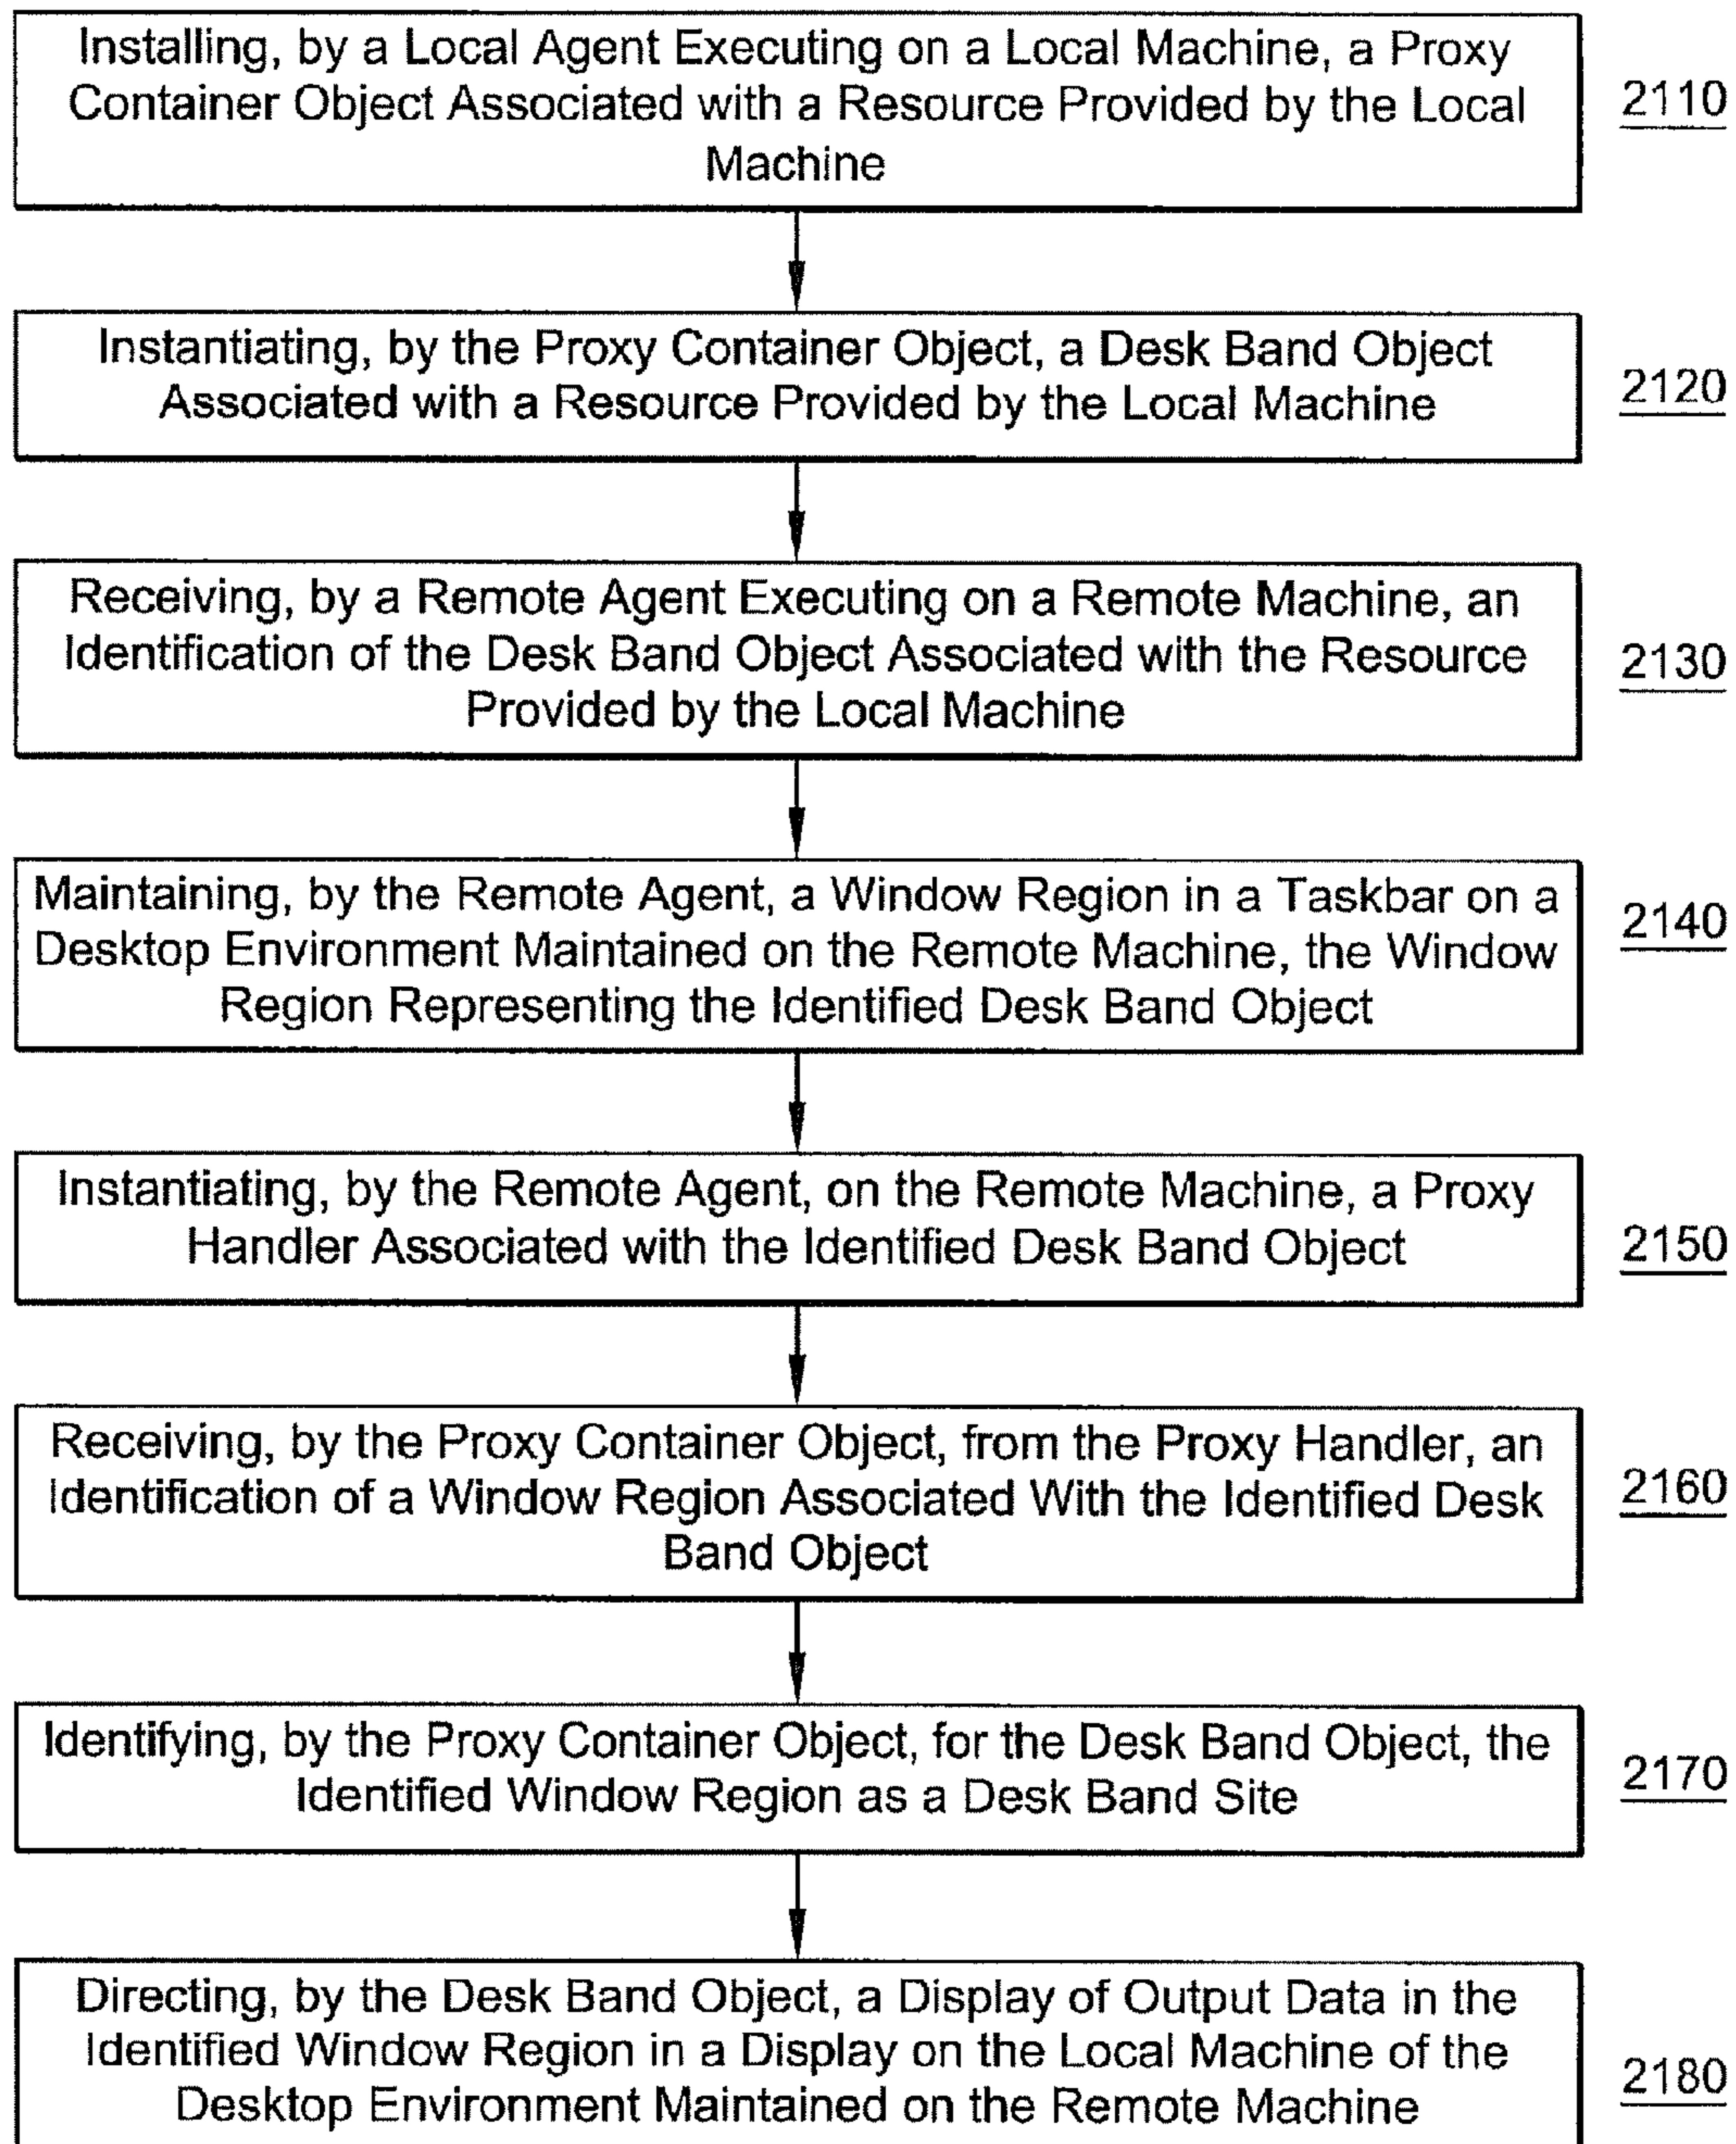 Installing, by a Local Agent Executing on a Local Machine, a Proxy
Container Object Associated with a Resource Provided by the Local
Machine
2110
Instantiating, by the Proxy Container Object, a Desk Band Object
Associated with a Resource Provided by the Local Machine
2120
Receiving, by a Remote Agent Executing on a Remote Machine, an
Identification of the Desk Band Object Associated with the Resource
Provided by the Local Machine
2130
Maintaining, by the Remote Agent, a Window Region in a Taskbar on a
Desktop Environment Maintained on the Remote Machine, the Window
Region Representing the Identified Desk Band Object
2140
Instantiating, by the Remote Agent, on the Remote Machine, a Proxy
Handler Associated with the Identified Desk Band Object
2150
Receiving, by the Proxy Container Object, from the Proxy Handler, an
Identification of a Window Region Associated With the Identified Desk
Band Object
2160
Identifying, by the Proxy Container Object, for the Desk Band Object, the
Identified Window Region as a Desk Band Site
2170
Directing, by the Desk Band Object, a Display of Output Data in the
Identified Window Region in a Display on the Local Machine of the
Desktop Environment Maintained on the Remote Machine
2180